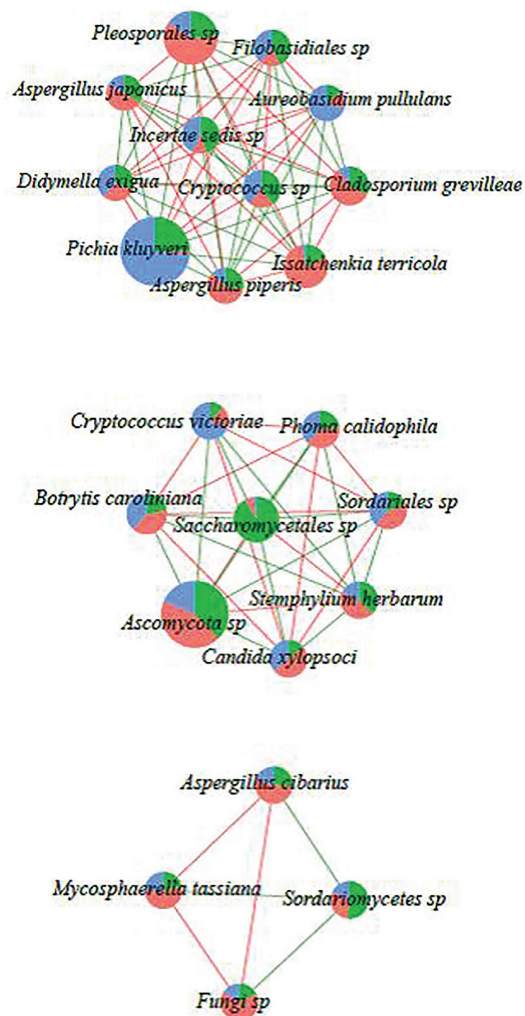 Pleosporales sp
Filobasidiales sp
Aspergillus japonicus
Aureobasidium pullulans
Incertae sedis sp
Didymella exigua
Cryptococcus sp
Cladosporium grevilleae
Pichia kluyveri
Issatchenkia terricola
Aspergillus piperis
Cryptococcus victoriae
Phoma calidophila
Botrytis caroliniana
Sordariales sp
Saccharomycetales sp
Stemphylium herbarum
Ascomycota sp
Candida xylopsoci
Aspergillus cibarius
Mycosphaerella tassiana
Sordariomycetes sp
Fungi sp